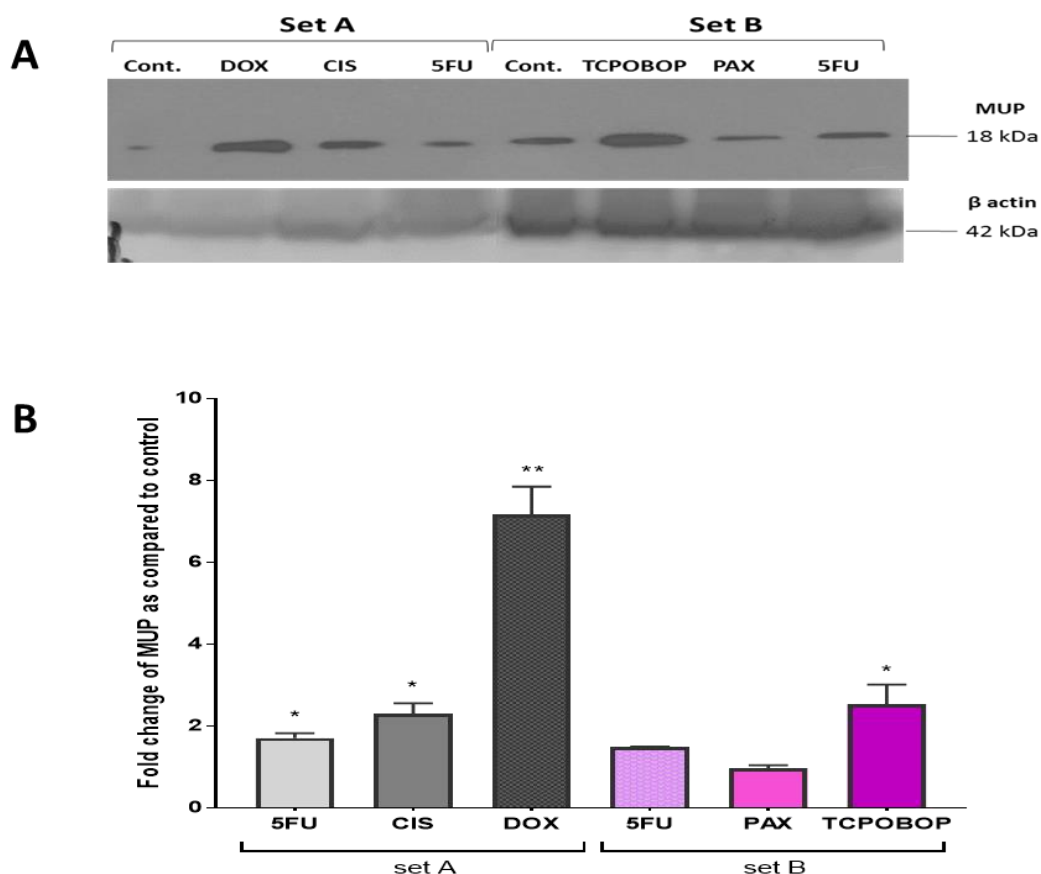 Set A Set B
A
Cont. DOX CIS 5FU Cont. TCPOBOP PAX 5FU
MUP
18 kDa
β actin
42 kDa
B
Fold change of MUP as compared to control
10
8
6
4
2
0
*
*
**
*
5FU CIS DOX 5FU PAX TCPOBOP
set A set B